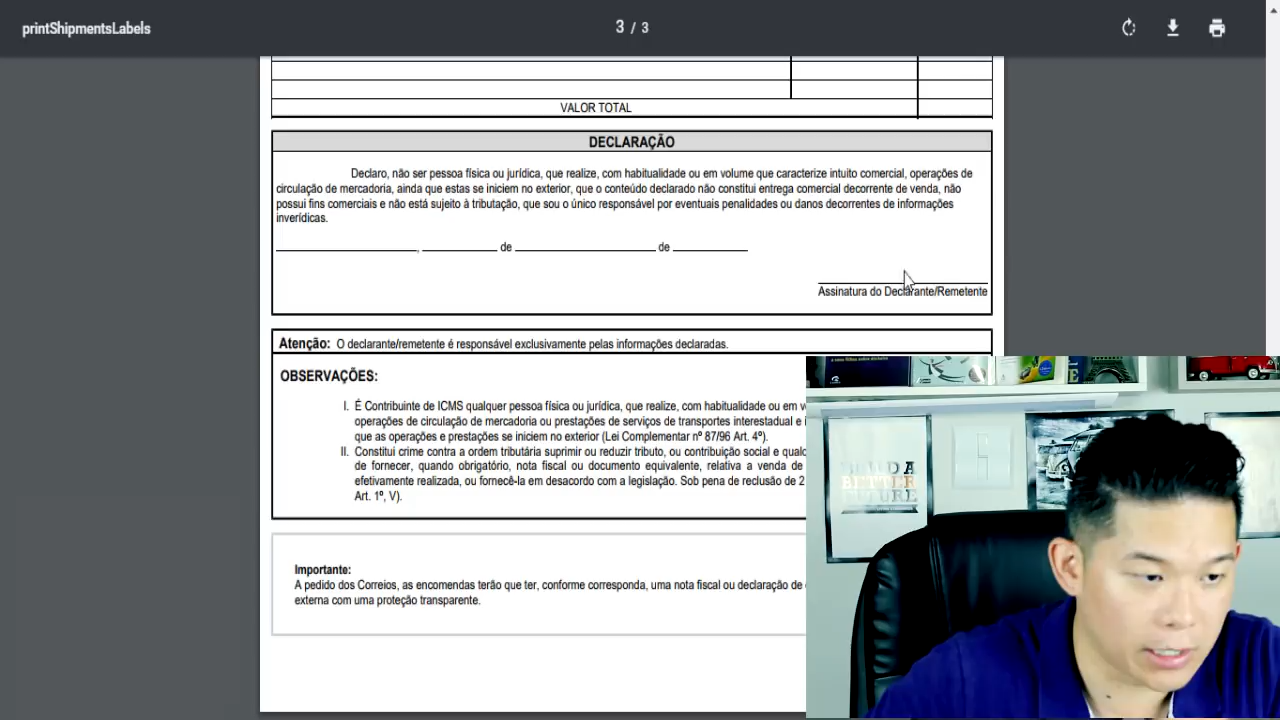 printShipmentsLabels
3 / 3
VALOR TOTAL
DECLARAÇÃO
Declaro, não ser pessoa física ou jurídica, que realize, com habitualidade ou em volume que caracterize intuito comercial, operações de
circulação de mercadoria, ainda que estas se iniciem no exterior, que o conteúdo declarado não constitui entrega comercial decorrente de venda, não
possui fins comerciais e não está sujeito à tributação, que sou o único responsável por eventuais penalidades ou danos decorrentes de informações
inverídicas.
, de de
Assinatura do Declarante/Remetente
Atenção: O declarante/remetente é responsável exclusivamente pelas informações declaradas.
OBSERVAÇÕES:
I. É Contribuinte de ICMS qualquer pessoa física ou jurídica, que realize, com habitualidade ou em v
operações de circulação de mercadoria ou prestações de serviços de transportes interestadual e i
que as operações e prestações se iniciem no exterior (Lei Complementar nº 87/96 Art. 4º).
II. Constitui crime contra a ordem tributária suprimir ou reduzir tributo, ou contribuição social e qualq
de fornecer, quando obrigatório, nota fiscal ou documento equivalente, relativa a venda de
efetivamente realizada, ou fornecê-la em desacordo com a legislação. Sob pena de reclusão de 2
Art. 1º, V).
Importante:
A pedido dos Correios, as encomendas terão que ter, conforme corresponda, uma nota fiscal ou declaração de
externa com uma proteção transparente.
BUILD A
BETTER
FUTURE